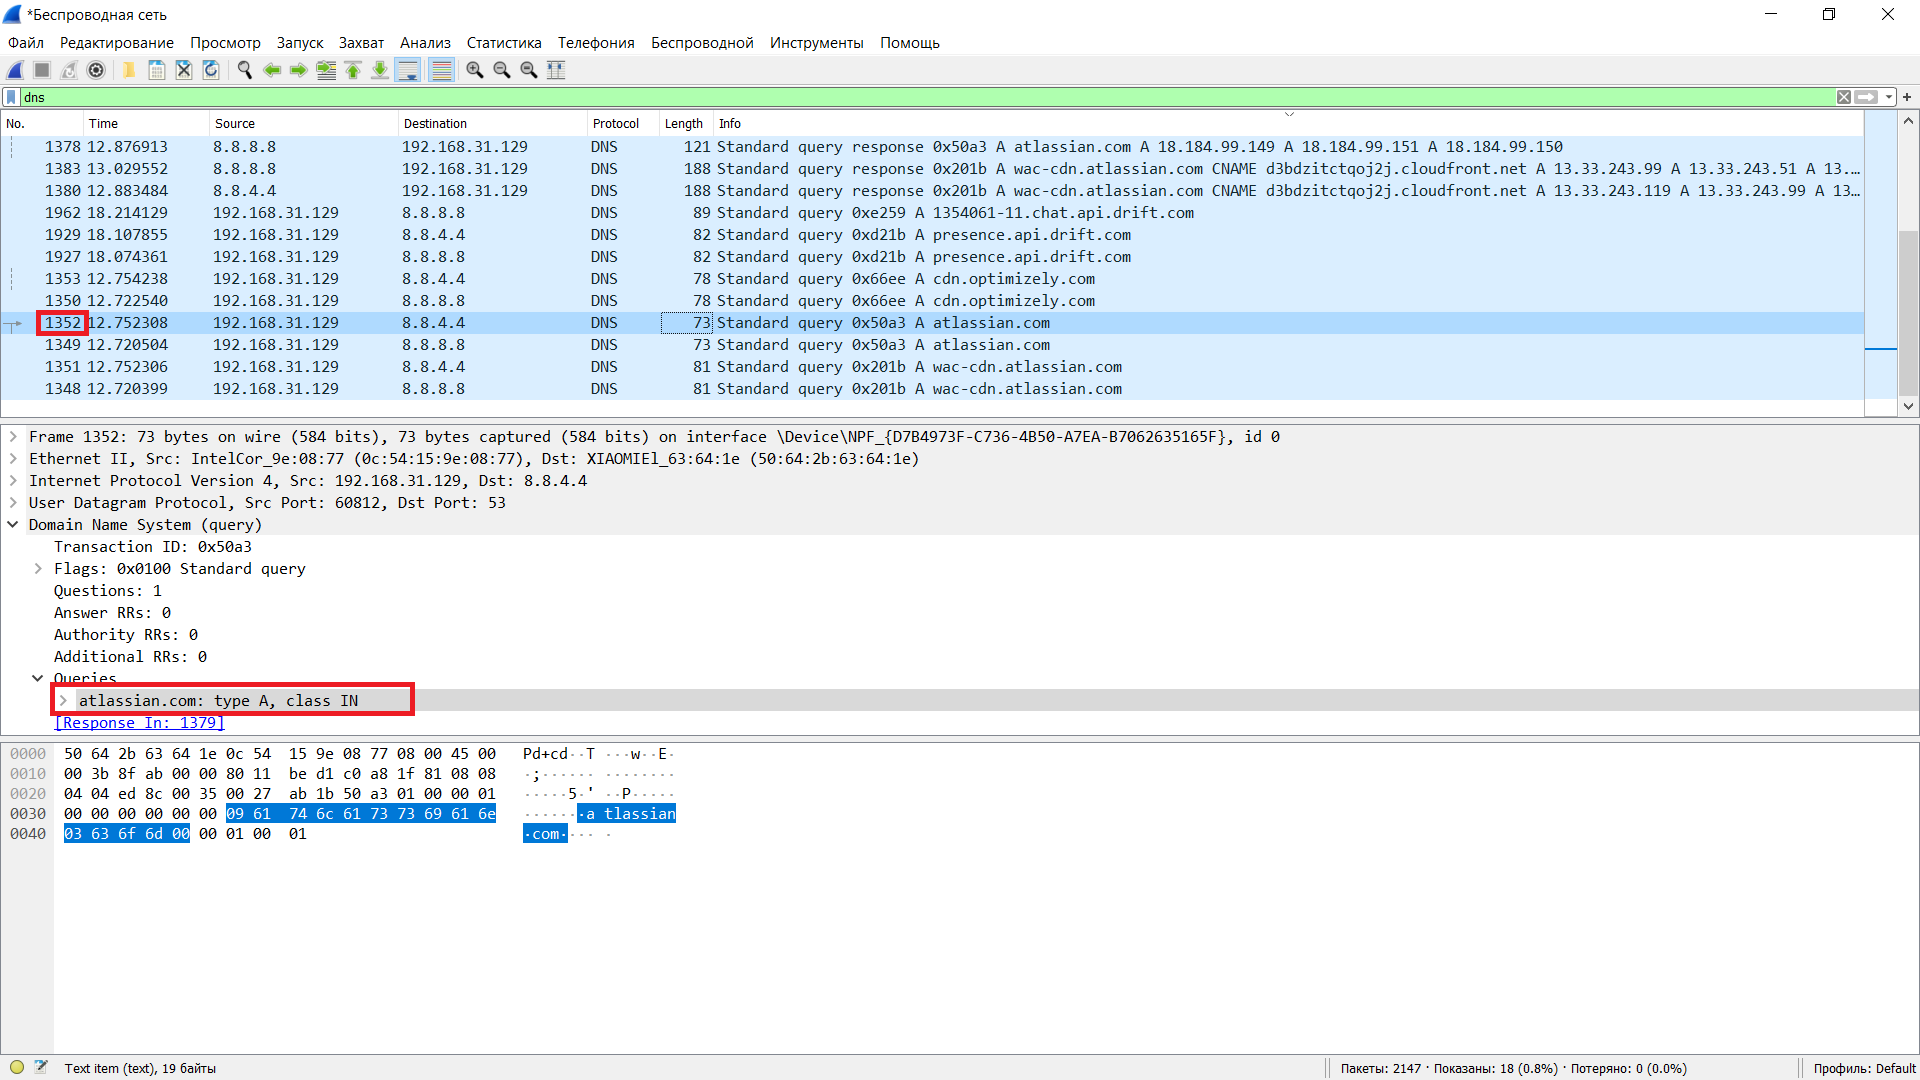 *Беспроводная сеть
Файл Редактирование Просмотр Запуск Захват Анализ Статистика Телефония Беспроводной Инструменты Помощь
dns
No. Time Source Destination Protocol Length Info
1378 12.876913 8.8.8.8 192.168.31.129 DNS 121 Standard query response 0x50a3 A atlassian.com A 18.184.99.149 A 18.184.99.151 A 18.184.99.150
1383 13.029552 8.8.8.8 192.168.31.129 DNS 188 Standard query response 0x201b A wac-cdn.atlassian.com CNAME d3bdzitctqoj2j.cloudfront.net A 13.33.243.99 A 13.33.243.51 A 13.…
1380 12.883484 8.8.4.4 192.168.31.129 DNS 188 Standard query response 0x201b A wac-cdn.atlassian.com CNAME d3bdzitctqoj2j.cloudfront.net A 13.33.243.119 A 13.33.243.99 A 13…
1962 18.214129 192.168.31.129 8.8.8.8 DNS 89 Standard query 0xe259 A 1354061-11.chat.api.drift.com
1929 18.107855 192.168.31.129 8.8.4.4 DNS 82 Standard query 0xd21b A presence.api.drift.com
1927 18.074361 192.168.31.129 8.8.8.8 DNS 82 Standard query 0xd21b A presence.api.drift.com
1353 12.754238 192.168.31.129 8.8.4.4 DNS 78 Standard query 0x66ee A cdn.optimizely.com
1350 12.722540 192.168.31.129 8.8.8.8 DNS 78 Standard query 0x66ee A cdn.optimizely.com
1352 12.752308 192.168.31.129 8.8.4.4 DNS 73 Standard query 0x50a3 A atlassian.com
1349 12.720504 192.168.31.129 8.8.8.8 DNS 73 Standard query 0x50a3 A atlassian.com
1351 12.752306 192.168.31.129 8.8.4.4 DNS 81 Standard query 0x201b A wac-cdn.atlassian.com
1348 12.720399 192.168.31.129 8.8.8.8 DNS 81 Standard query 0x201b A wac-cdn.atlassian.com
Frame 1352: 73 bytes on wire (584 bits), 73 bytes captured (584 bits) on interface \Device\NPF_{D7B4973F-C736-4B50-A7EA-B7062635165F}, id 0
Ethernet II, Src: IntelCor_9e:08:77 (0c:54:15:9e:08:77), Dst: XIAOMIEl_63:64:1e (50:64:2b:63:64:1e)
Internet Protocol Version 4, Src: 192.168.31.129, Dst: 8.8.4.4
User Datagram Protocol, Src Port: 60812, Dst Port: 53
Domain Name System (query)
Transaction ID: 0x50a3
Flags: 0x0100 Standard query
Questions: 1
Answer RRs: 0
Authority RRs: 0
Additional RRs: 0
Queries
atlassian.com: type A, class IN
[Response In: 1379]
0000 50 64 2b 63 64 1e 0c 54 15 9e 08 77 08 00 45 00 Pd+cd··T ···w··E·
0010 00 3b 8f ab 00 00 80 11 be d1 c0 a8 1f 81 08 08 ·;······ ········
0020 04 04 ed 8c 00 35 00 27 ab 1b 50 a3 01 00 00 01 ·····5·' ··P·····
0030 00 00 00 00 00 00 09 61 74 6c 61 73 73 69 61 6e ·······a tlassian
0040 03 63 6f 6d 00 00 01 00 01 ·com···· ·
Text item (text), 19 байты
Пакеты: 2147 · Показаны: 18 (0.8%) · Потеряно: 0 (0.0%)
Профиль: Default